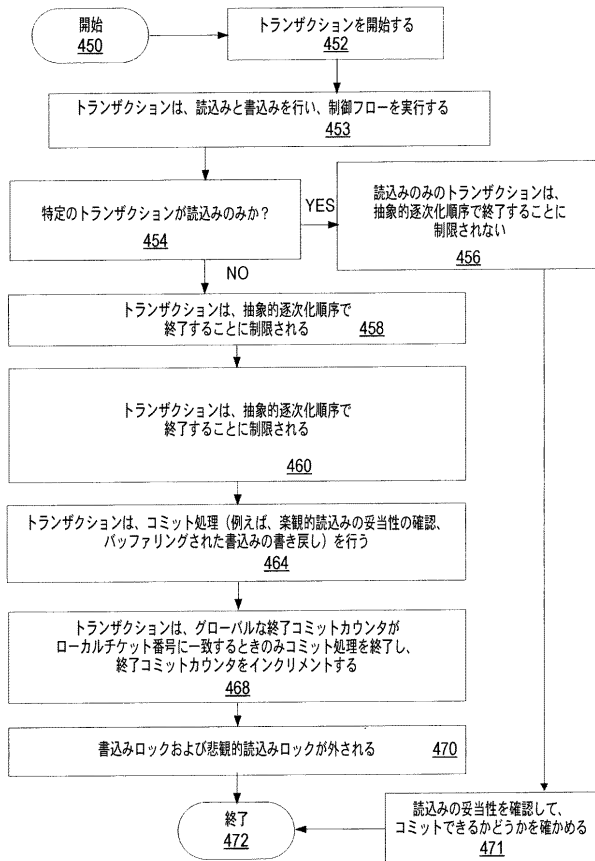 開始
450
トランザクションを開始する
452
トランザクションは、読込みと書込みを行い、制御フローを実行する
453
特定のトランザクションが読込みのみか?
454
YES
読込みのみのトランザクションは、
抽象的逐次化順序で終了することに
制限されない
456
NO
トランザクションは、抽象的逐次化順序で
終了することに制限される
458
トランザクションは、抽象的逐次化順序で
終了することに制限される
460
トランザクションは、コミット処理(例えば、楽観的読込みの妥当性の確認、
バッファリングされた書込みの書き戻し)を行う
464
トランザクションは、グローバルな終了コミットカウンタが
ローカルチケット番号に一致するときのみコミット処理を終了し、
終了コミットカウンタをインクリメントする
468
書込みロックおよび悲観的読込みロックが外される
470
終了
472
読込みの妥当性を確認して、
コミットできるかどうかを確かめる
471